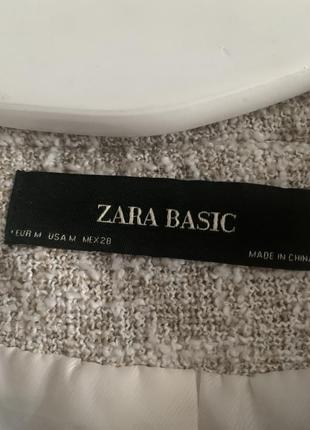 ZARA BASIC
EUR M USA M MEX 28
MADE IN CHINA